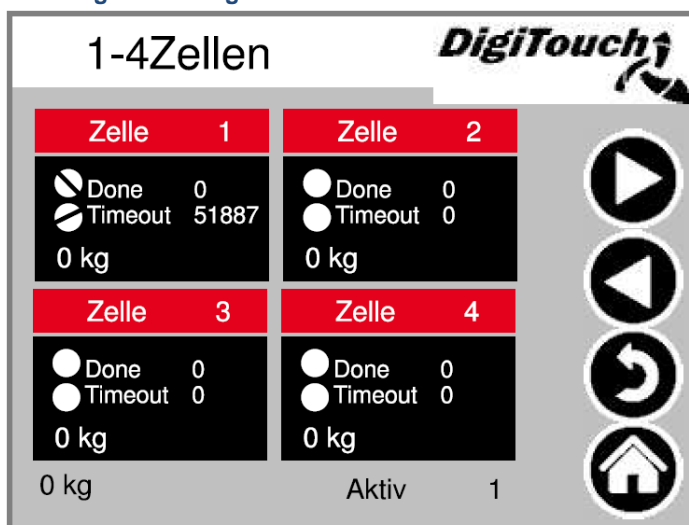 1-4Zellen
DigiTouch
Zelle 1
Done 0
Timeout 51887
0 kg
Zelle 2
Done 0
Timeout 0
0 kg
Zelle 3
Done 0
Timeout 0
0 kg
Zelle 4
Done 0
Timeout 0
0 kg
0 kg
Aktiv 1